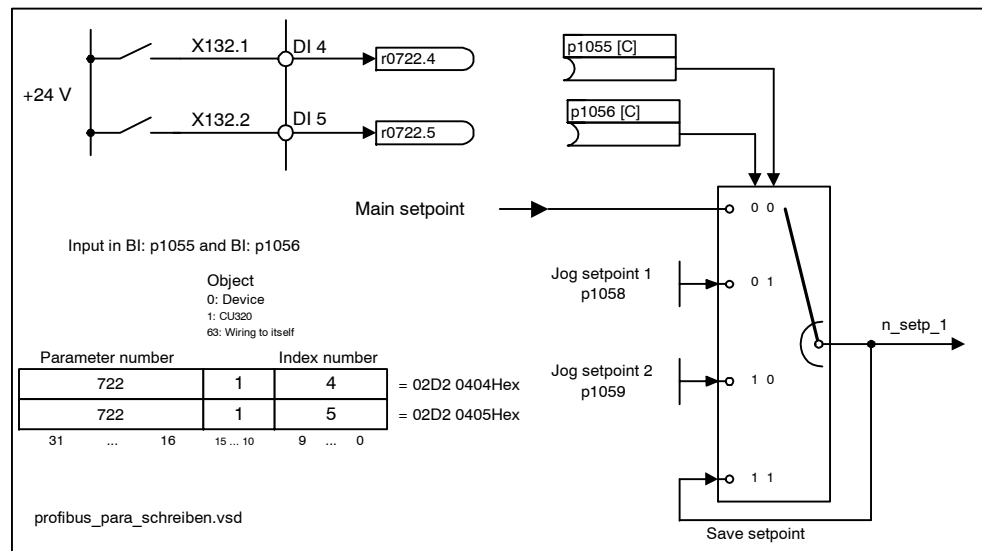 X132.1
DI 4
r0722.4
+24 V
X132.2
DI 5
r0722.5
p1055 [C]
p1056 [C]
Main setpoint
0 0
Input in BI: p1055 and BI: p1056
Object
0: Device
1: CU320
63: Wiring to itself
Jog setpoint 1
p1058
0 1
n_setp_1
Parameter number Index number
722 1 4 = 02D2 0404Hex
722 1 5 = 02D2 0405Hex
31 ... 16 15 ... 10 9 ... 0
Jog setpoint 2
p1059
1 0
1 1
profibus_para_schreiben.vsd
Save setpoint